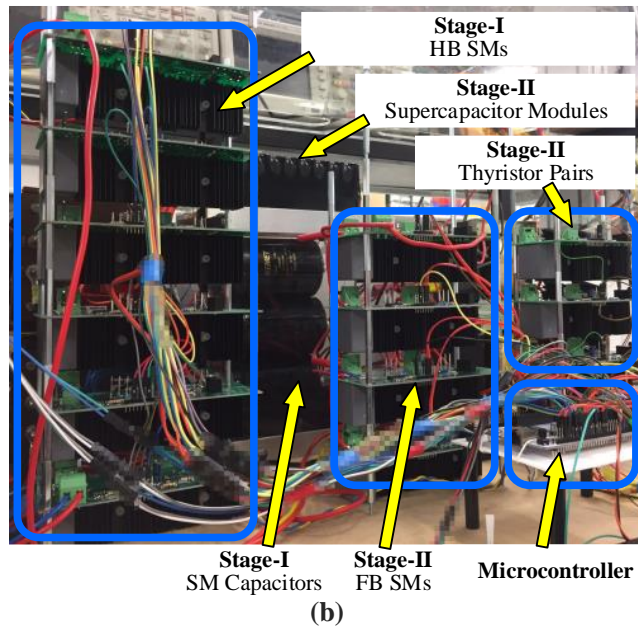 Stage-I
HB SMs
Stage-II
Supercapacitor Modules
Stage-II
Thyristor Pairs
Stage-I
SM Capacitors
Stage-II
FB SMs
Microcontroller
(b)